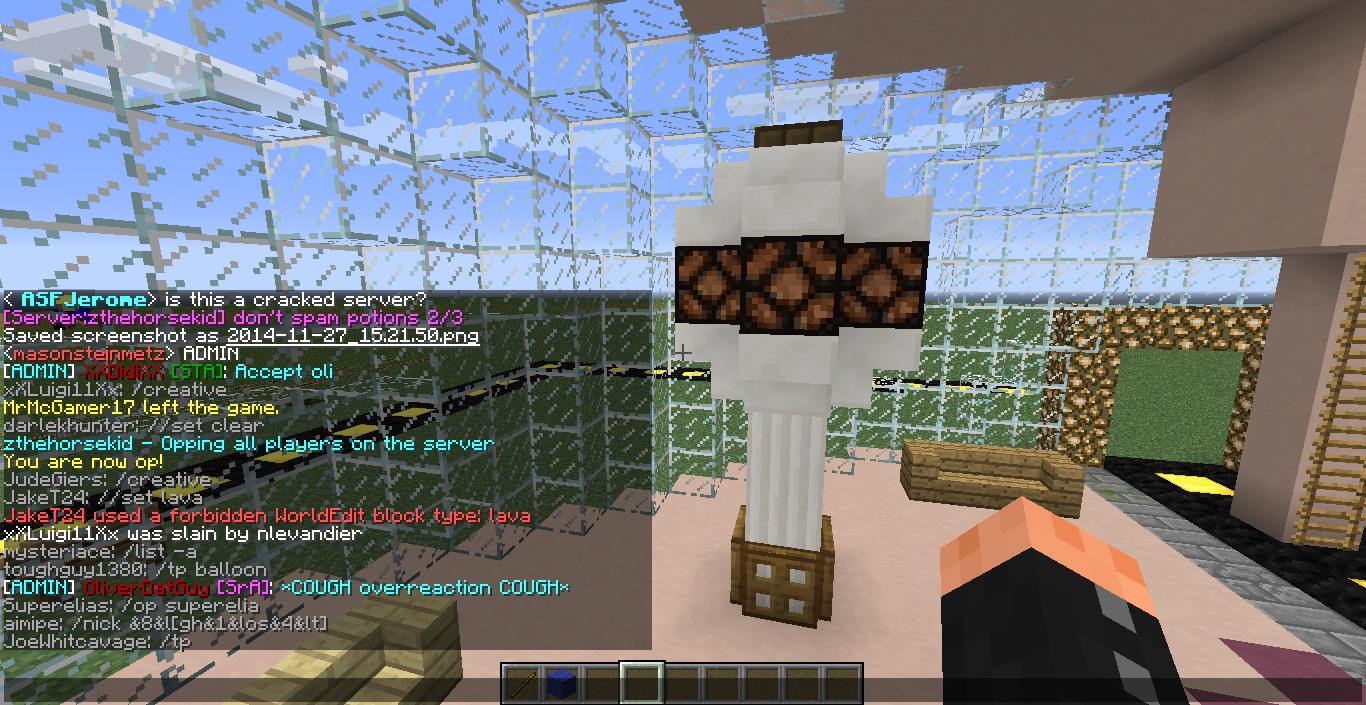 < ASFJerome> is this a cracked server?
[Server:zthehorsekid] don't spam potions 2/3
Saved screenshot as 2014-11-27_15.21.50.png
<masonsteinmetz> ADMIN
[ADMIN] XXDidiXX [STA]: Accept oli
xXLuigi11Xx: /creative
MrMcGamer17 left the game.
darlekhunter: //set clear
zthehorsekid - Opping all players on the server
You are now op!
JudeGiers: /creative
JakeT24: //set lava
JakeT24 used a forbidden WorldEdit block type: lava
xXLuigi11Xx was slain by nlevandier
mysteriace: /list -a
toughguy1380: /tp balloon
[ADMIN] OliverDatGuy [SrA]: *COUGH overreaction COUGH*
Superelias: /op superelia
aimipe: /nick &8&l[gh&1&los&4&lt]
JoeWhitcavage: /tp